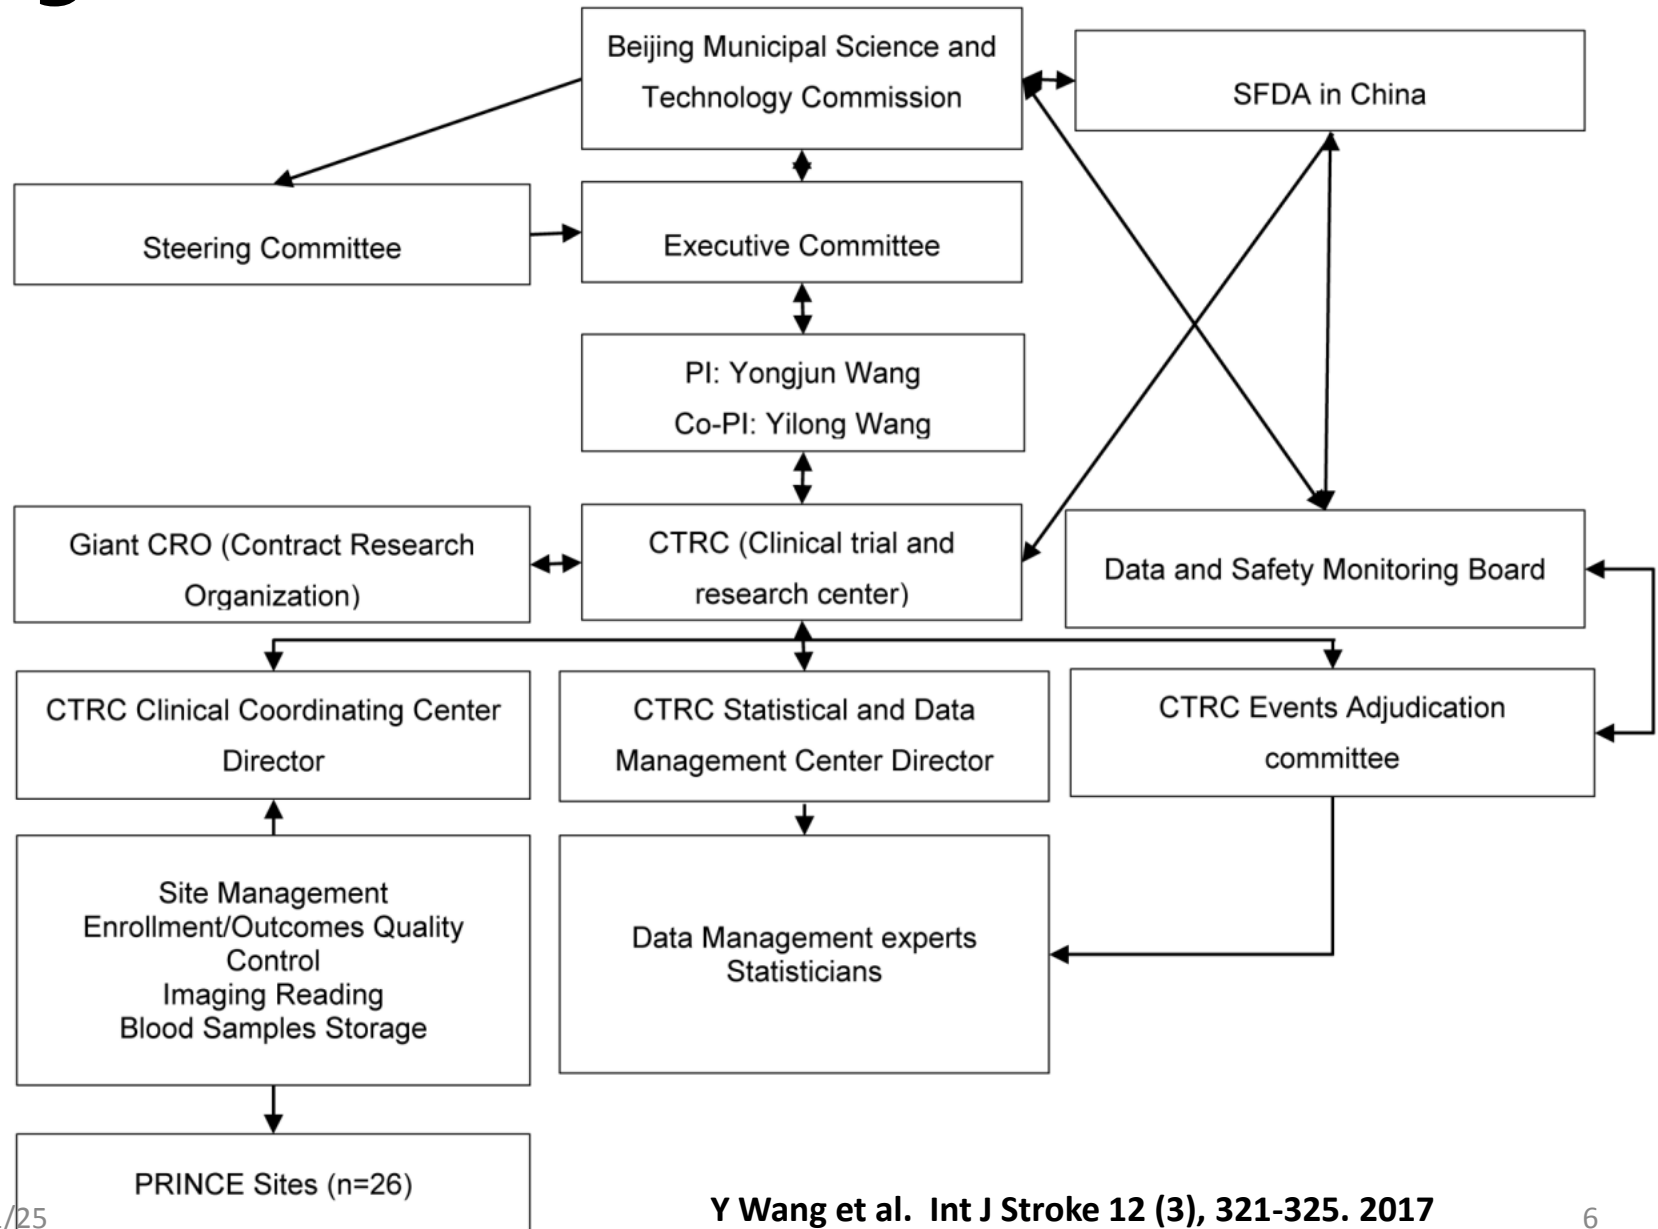 Beijing Municipal Science and
Technology Commission
SFDA in China
Steering Committee
Executive Committee
PI: Yongjun Wang
Co-PI: Yilong Wang
Giant CRO (Contract Research
Organization)
CTRC (Clinical trial and
research center)
Data and Safety Monitoring Board
CTRC Clinical Coordinating Center
Director
CTRC Statistical and Data
Management Center Director
CTRC Events Adjudication
committee
Site Management
Enrollment/Outcomes Quality
Control
Imaging Reading
Blood Samples Storage
Data Management experts
Statisticians
PRINCE Sites (n=26)
/25
Y Wang et al. Int J Stroke 12 (3), 321-325. 2017
6